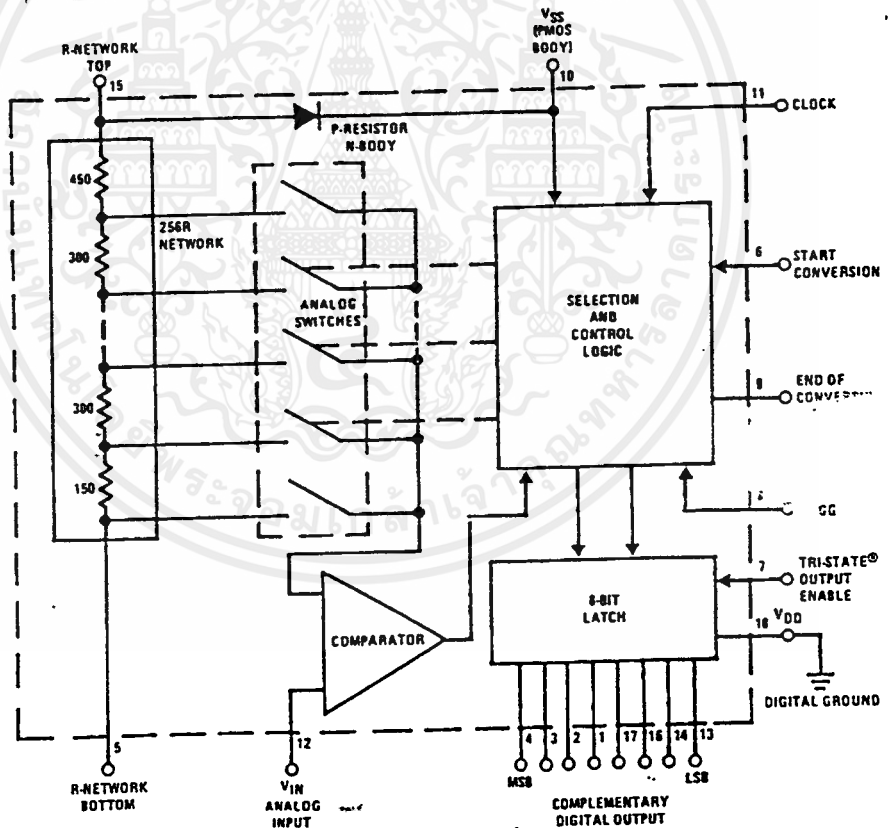 VSS
(PMOS
BODY)
10
R-NETWORK
TOP
15
11
CLOCK
P-RESISTOR
N-BODY
450
256R
NETWORK
300
6
START
CONVERSION
ANALOG
SWITCHES
SELECTION
AND
CONTROL
LOGIC
9
END OF
300
150
GG
7
TRI-STATE®
OUTPUT
ENABLE
8-BIT
LATCH
18
VDD
COMPARATOR
DIGITAL GROUND
5
12
4
3
2
1
17
16
14
13
MSB
LSB
R-NETWORK
BOTTOM
VIN
ANALOG
INPUT
COMPLEMENTARY
DIGITAL OUTPUT